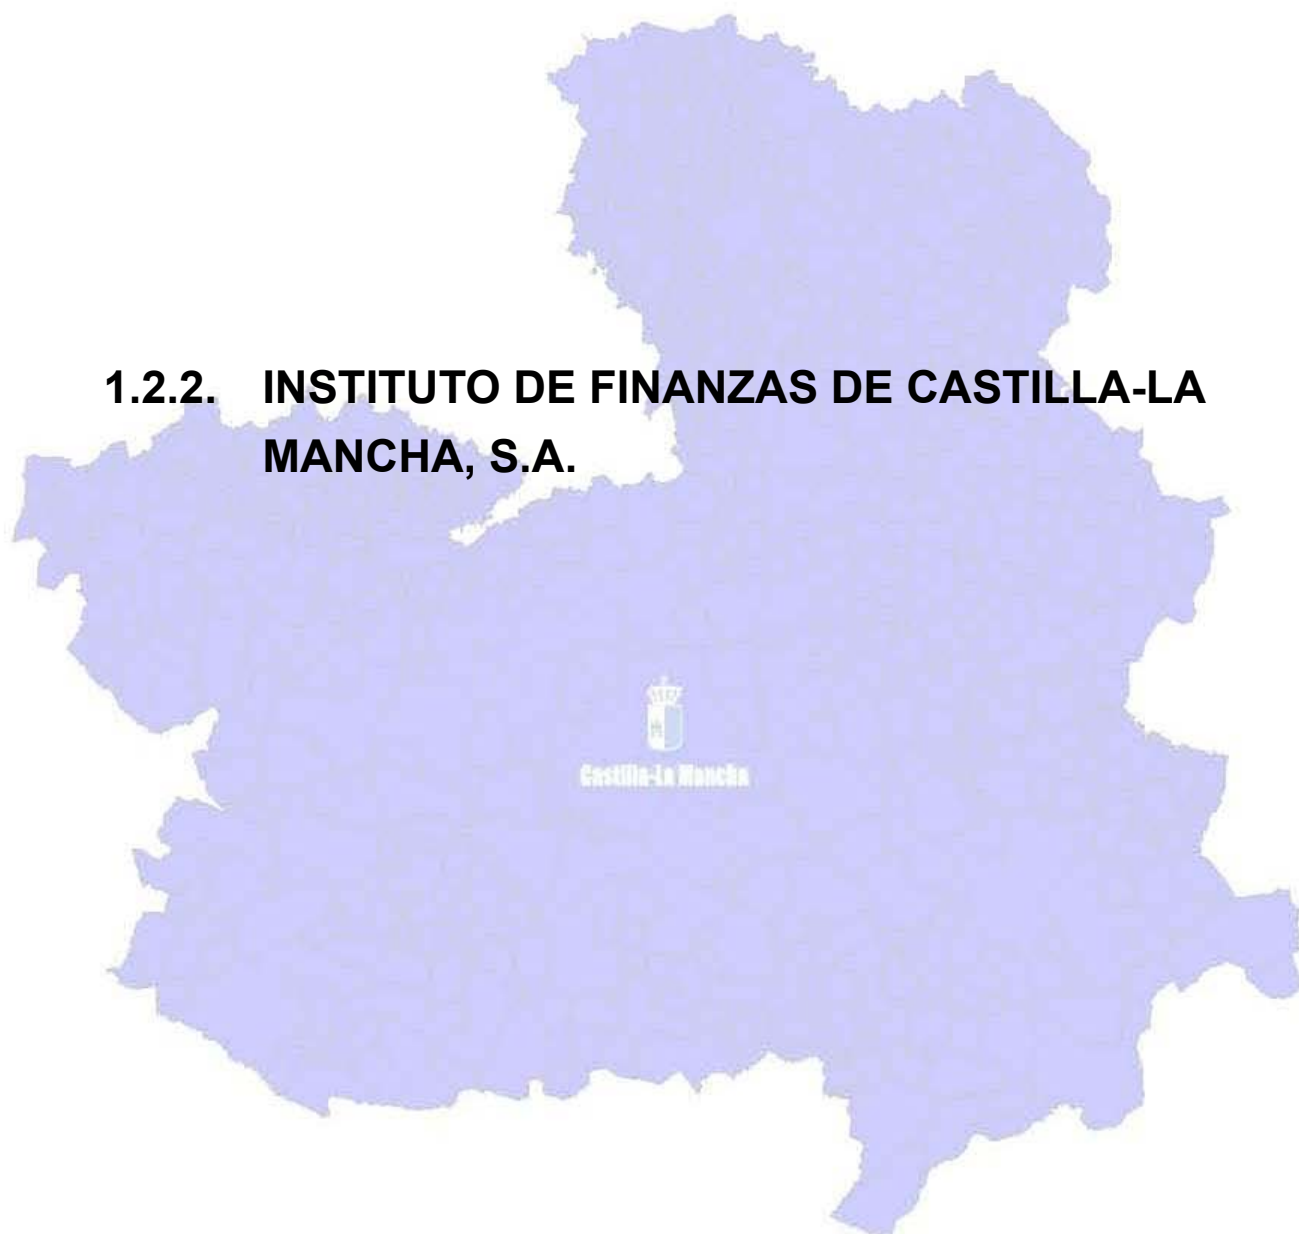 1.2.2. INSTITUTO DE FINANZAS DE CASTILLA-LA
MANCHA, S.A.
Castilla-La Mancha